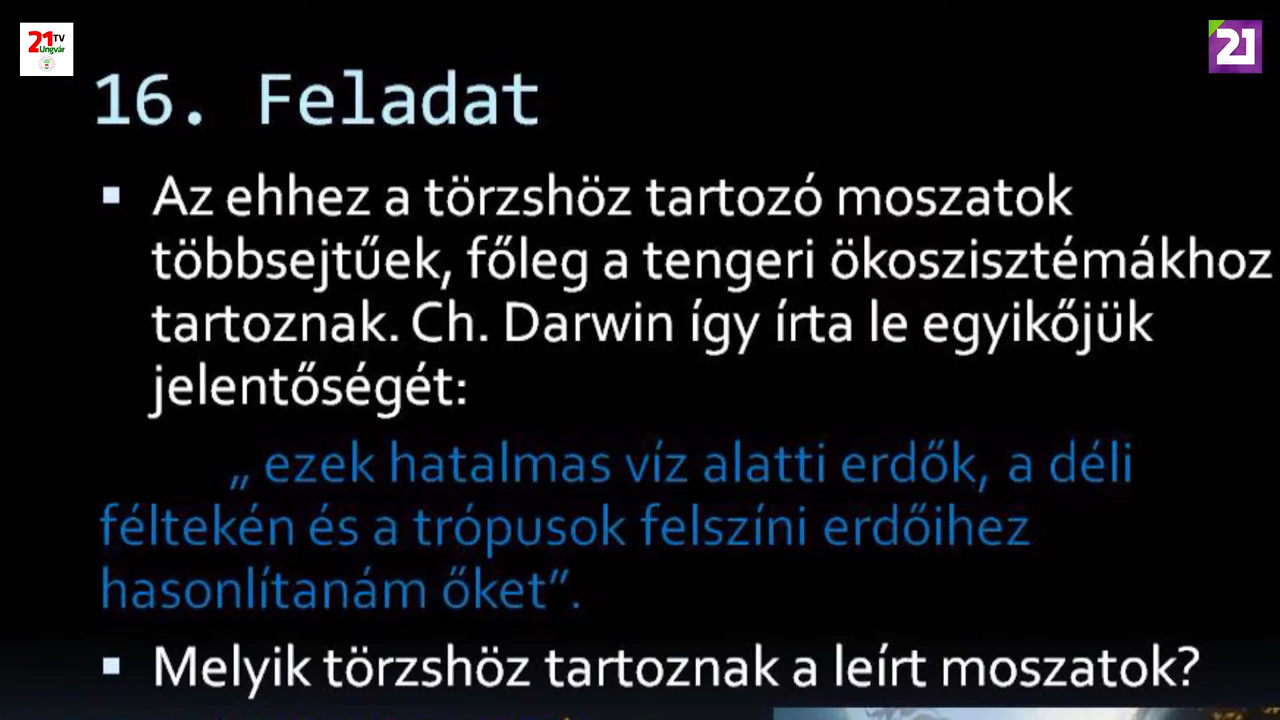 21 TV
Ungvár
21
16. Feladat
▪ Az ehhez a törzshöz tartozó moszatok
többsejtűek, főleg a tengeri ökoszisztémákhoz
tartoznak. Ch. Darwin így írta le egyikőjük
jelentőségét:
„ ezek hatalmas víz alatti erdők, a déli
féltekén és a trópusok felszíni erdőihez
hasonlítanám őket”.
▪ Melyik törzshöz tartoznak a leírt moszatok?